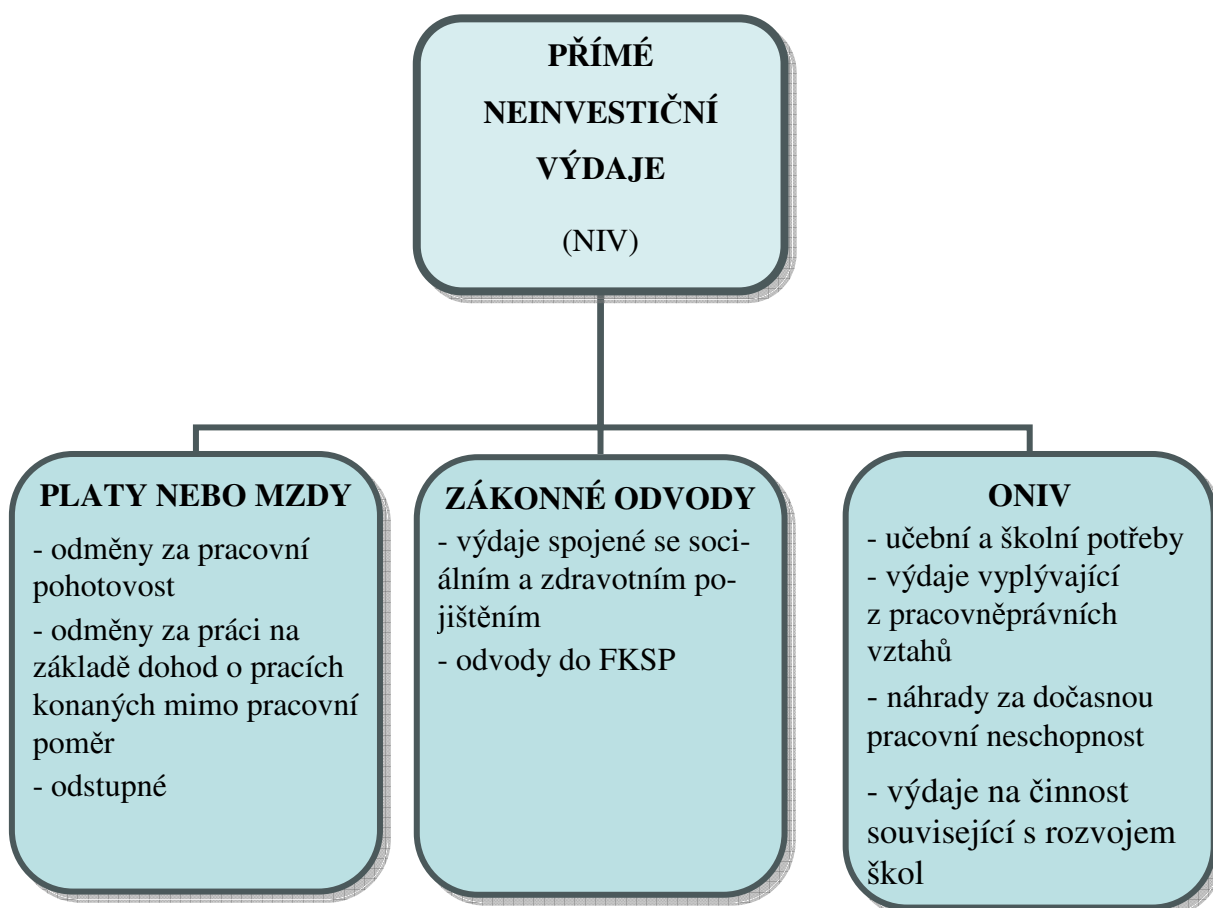 PŘÍMÉ
NEINVESTIČNÍ
VÝDAJE
(NIV)
PLATY NEBO MZDY
- odměny za pracovní
pohotovost
- odměny za práci na
základě dohod o pracích
konaných mimo pracovní
poměr
- odstupné
ZÁKONNÉ ODVODY
- výdaje spojené se soci-
álním a zdravotním po-
jištěním
- odvody do FKSP
ONIV
- učební a školní potřeby
- výdaje vyplývající
z pracovněprávních
vztahů
- náhrady za dočasnou
pracovní neschopnost
- výdaje na činnost
související s rozvojem
škol